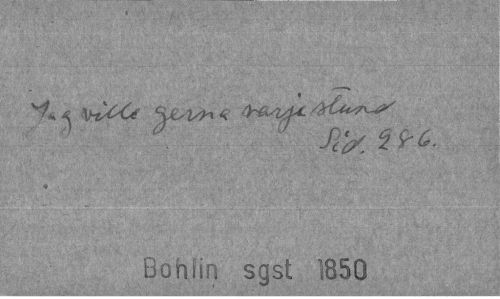 Jag ville gerna varje stund
Sid. 286.
Bohlin sgst 1850